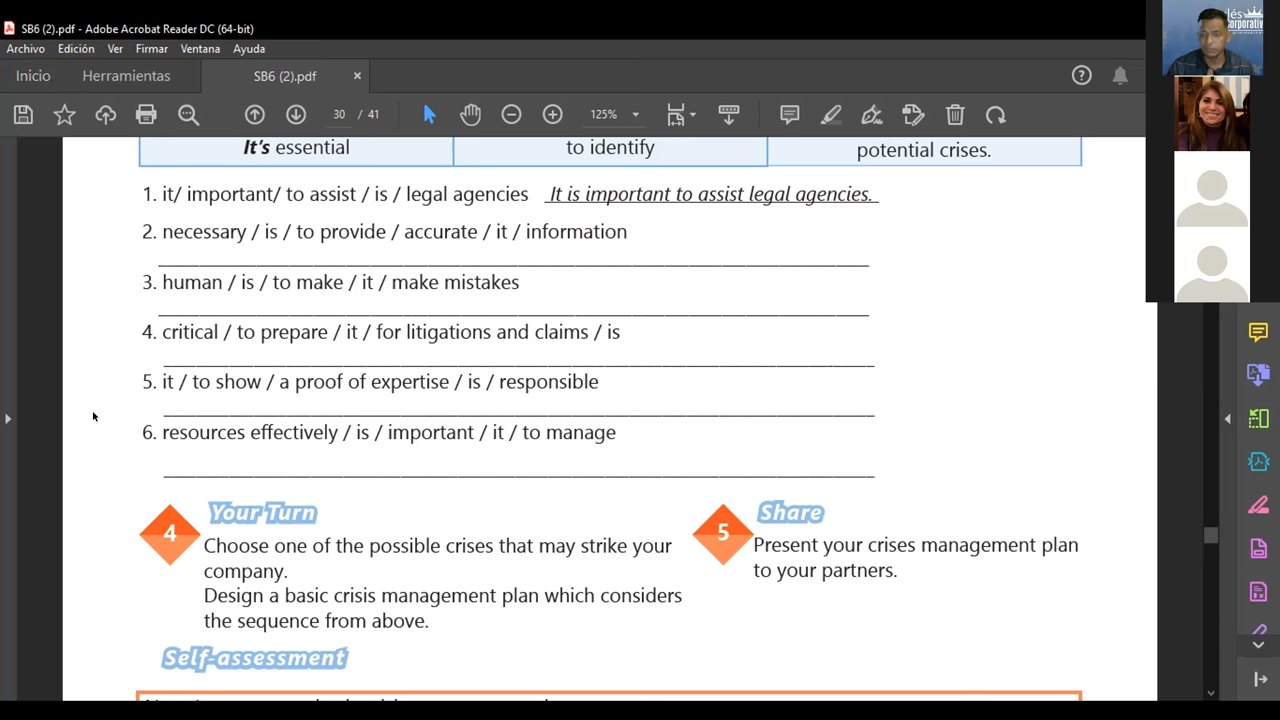 SB6 (2).pdf - Adobe Acrobat Reader DC (64-bit)
Archivo Edición Ver Firmar Ventana Ayuda
Inicio Herramientas SB6 (2).pdf ×
30 / 41 125%
It's essential to identify potential crises.
1. it/ important/ to assist / is / legal agencies It is important to assist legal agencies.
2. necessary / is / to provide / accurate / it / information
3. human / is / to make / it / make mistakes
4. critical / to prepare / it / for litigations and claims / is
5. it / to show / a proof of expertise / is / responsible
6. resources effectively / is / important / it / to manage
4 Your Turn
Choose one of the possible crises that may strike your
company.
Design a basic crisis management plan which considers
the sequence from above.
5 Share
Present your crises management plan
to your partners.
Self-assessment